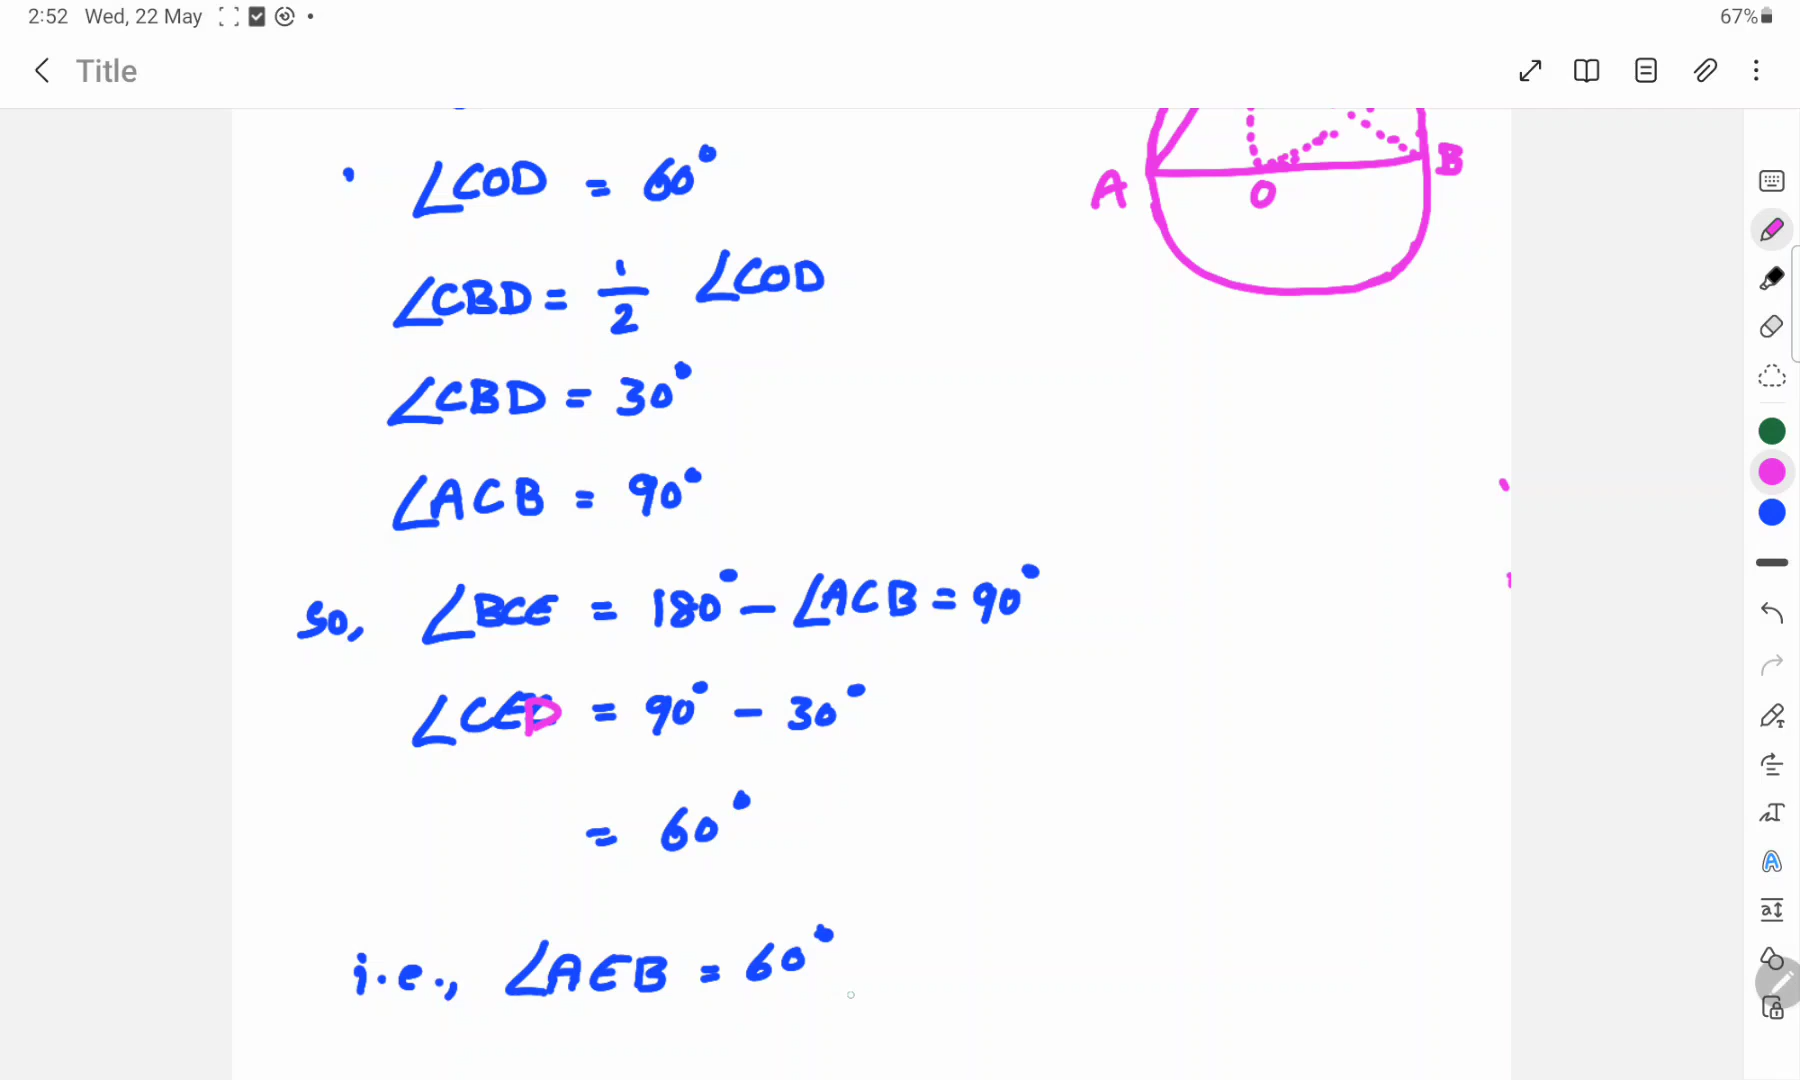 2:52 Wed, 22 May
67%
Title
∠COD = 60°
∠CBD = 1/2 ∠COD
∠CBD = 30°
∠ACB = 90°
So, ∠BCE = 180° - ∠ACB = 90°
∠CED = 90° - 30°
= 60°
i.e., ∠AEB = 60°
A
O
B